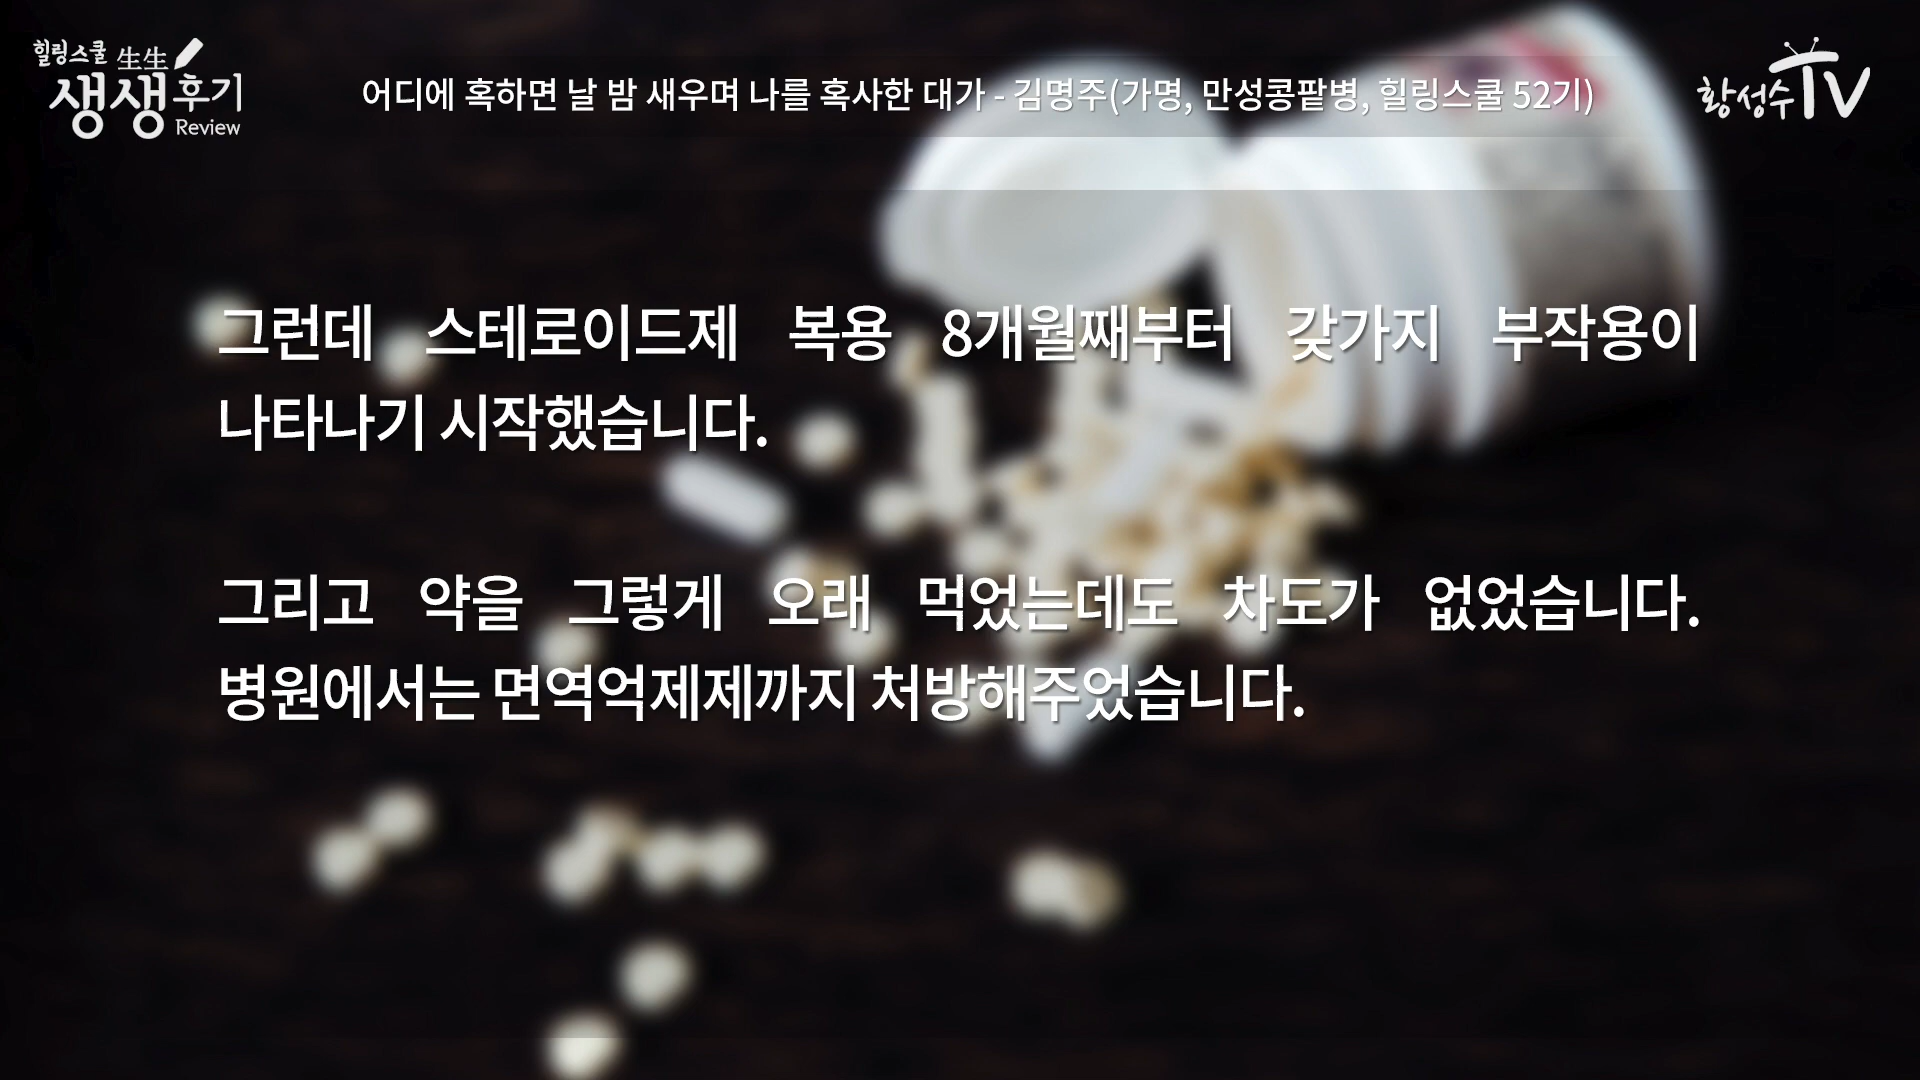 힐링스쿨 生生
생생후기
Review
어디에 혹하면 날 밤 새우며 나를 혹사한 대가 - 김명주(가명, 만성콩팥병, 힐링스쿨 52기)
황성수TV
그런데 스테로이드제 복용 8개월째부터 갖가지 부작용이
나타나기 시작했습니다.
그리고 약을 그렇게 오래 먹었는데도 차도가 없었습니다.
병원에서는 면역억제제까지 처방해주었습니다.